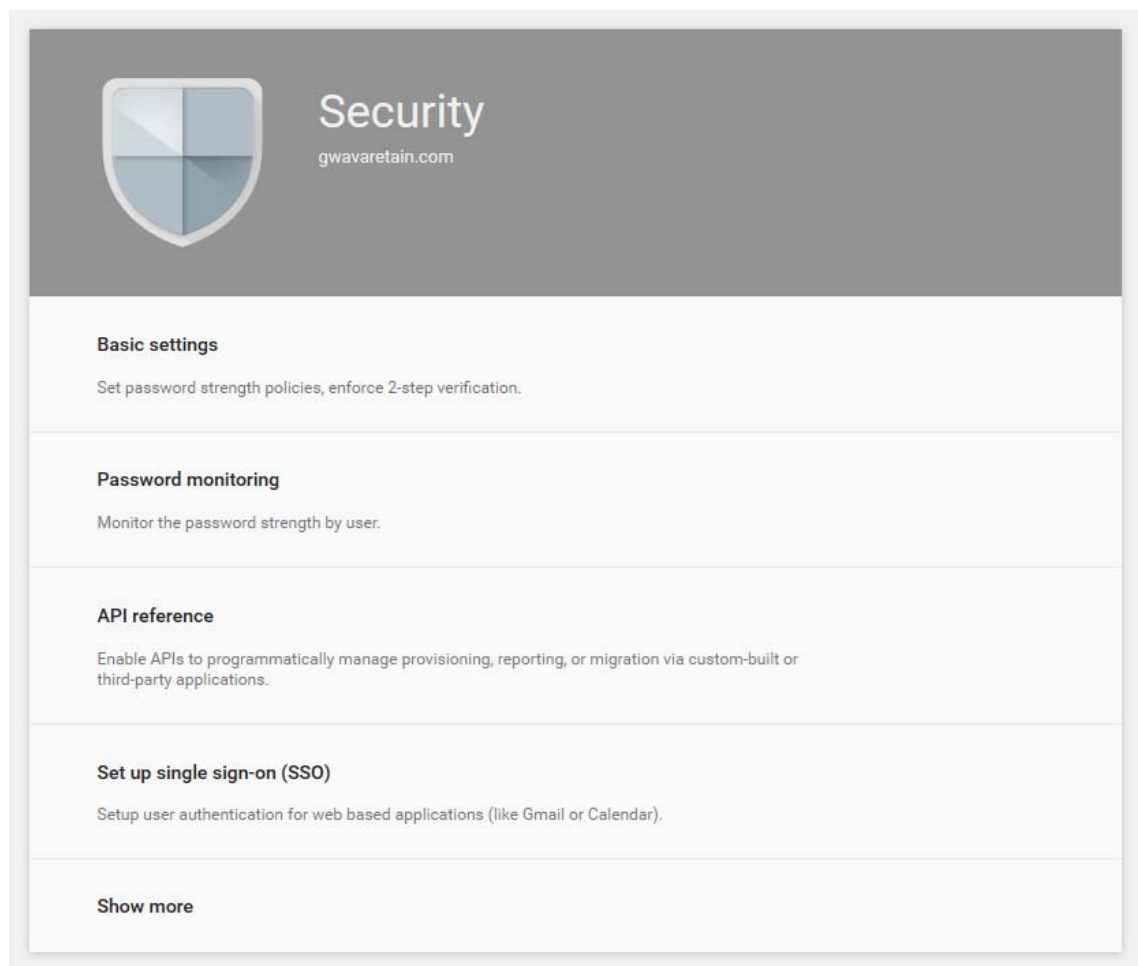 Security
gwavaretain.com
Basic settings
Set password strength policies, enforce 2-step verification.
Password monitoring
Monitor the password strength by user.
API reference
Enable APIs to programmatically manage provisioning, reporting, or migration via custom-built or
third-party applications.
Set up single sign-on (SSO)
Setup user authentication for web based applications (like Gmail or Calendar).
Show more